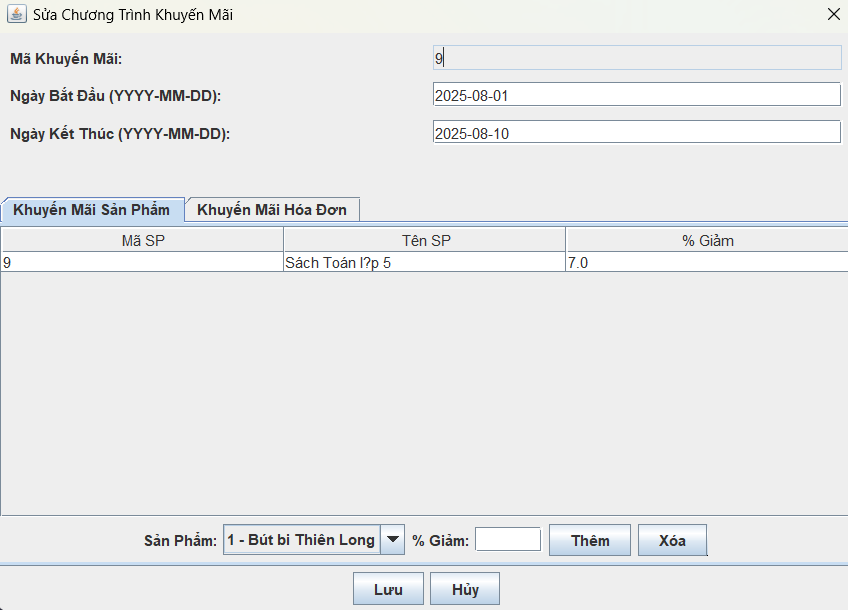 Sửa Chương Trình Khuyến Mãi
Mã Khuyến Mãi: 9
Ngày Bắt Đầu (YYYY-MM-DD): 2025-08-01
Ngày Kết Thúc (YYYY-MM-DD): 2025-08-10
Khuyến Mãi Sản Phẩm Khuyến Mãi Hóa Đơn
Mã SP Tên SP % Giảm
9 Sách Toán l?p 5 7.0
Sản Phẩm: 1 - Bút bi Thiên Long % Giảm: Thêm Xóa
Lưu Hủy